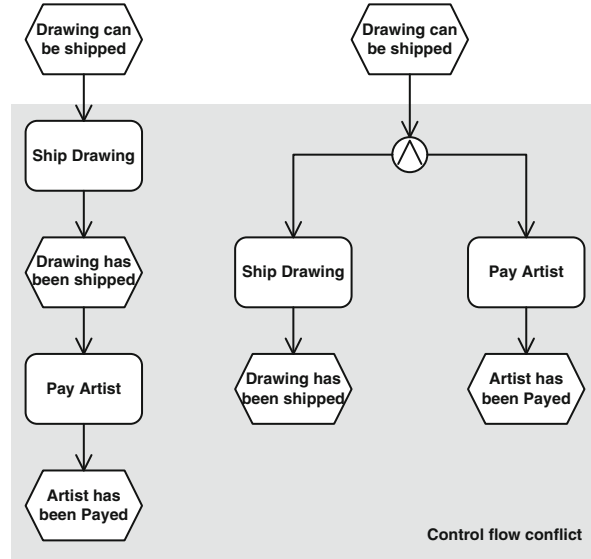 Drawing can
be shipped
Ship Drawing
Drawing has
been shipped
Pay Artist
Artist has
been Payed
Drawing can
be shipped
Ship Drawing
Pay Artist
Drawing has
been shipped
Artist has
been Payed
Control flow conflict